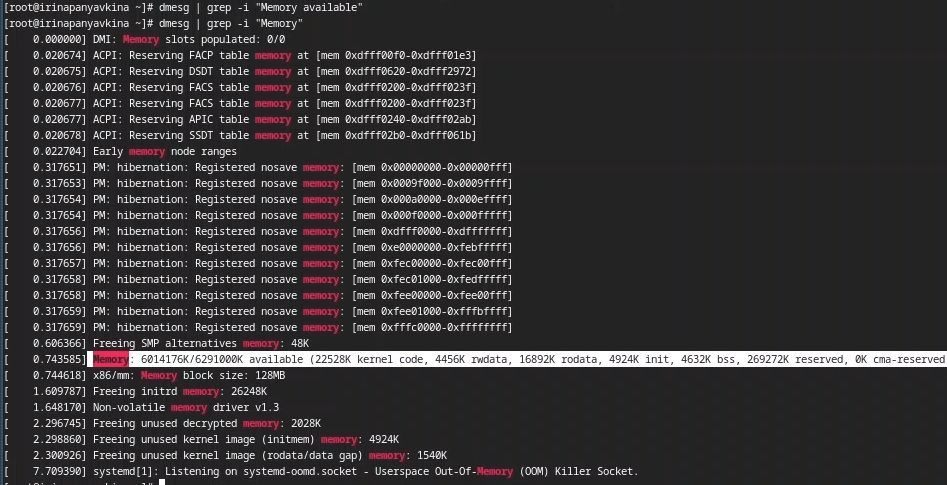 [root@irinapanyavkina ~]# dmesg | grep -i "Memory available"
[root@irinapanyavkina ~]# dmesg | grep -i "Memory"
[    0.000000] DMI: Memory slots populated: 0/0
[    0.020674] ACPI: Reserving FACP table memory at [mem 0xdfff00f0-0xdfff01e3]
[    0.020675] ACPI: Reserving DSDT table memory at [mem 0xdfff0620-0xdfff2972]
[    0.020676] ACPI: Reserving FACS table memory at [mem 0xdfff0200-0xdfff023f]
[    0.020677] ACPI: Reserving FACS table memory at [mem 0xdfff0200-0xdfff023f]
[    0.020677] ACPI: Reserving APIC table memory at [mem 0xdfff0240-0xdfff02ab]
[    0.020678] ACPI: Reserving SSDT table memory at [mem 0xdfff02b0-0xdfff061b]
[    0.022704] Early memory node ranges
[    0.317651] PM: hibernation: Registered nosave memory: [mem 0x00000000-0x00000fff]
[    0.317653] PM: hibernation: Registered nosave memory: [mem 0x0009f000-0x0009ffff]
[    0.317654] PM: hibernation: Registered nosave memory: [mem 0x000a0000-0x000effff]
[    0.317654] PM: hibernation: Registered nosave memory: [mem 0x000f0000-0x000fffff]
[    0.317656] PM: hibernation: Registered nosave memory: [mem 0xdfff0000-0xdfffffff]
[    0.317656] PM: hibernation: Registered nosave memory: [mem 0xe0000000-0xfebfffff]
[    0.317657] PM: hibernation: Registered nosave memory: [mem 0xfec00000-0xfec00fff]
[    0.317658] PM: hibernation: Registered nosave memory: [mem 0xfec01000-0xfedfffff]
[    0.317658] PM: hibernation: Registered nosave memory: [mem 0xfee00000-0xfee00fff]
[    0.317659] PM: hibernation: Registered nosave memory: [mem 0xfee01000-0xfffbffff]
[    0.317659] PM: hibernation: Registered nosave memory: [mem 0xfffc0000-0xffffffff]
[    0.606366] Freeing SMP alternatives memory: 48K
[    0.743585] Memory: 6014176K/6291000K available (22528K kernel code, 4456K rwdata, 16892K rodata, 4924K init, 4632K bss, 269272K reserved, 0K cma-reserved
[    0.744618] x86/mm: Memory block size: 128MB
[    1.609787] Freeing initrd memory: 26248K
[    1.648170] Non-volatile memory driver v1.3
[    2.296745] Freeing unused decrypted memory: 2028K
[    2.298860] Freeing unused kernel image (initmem) memory: 4924K
[    2.300926] Freeing unused kernel image (rodata/data gap) memory: 1540K
[    7.709390] systemd[1]: Listening on systemd-oomd.socket - Userspace Out-Of-Memory (OOM) Killer Socket.